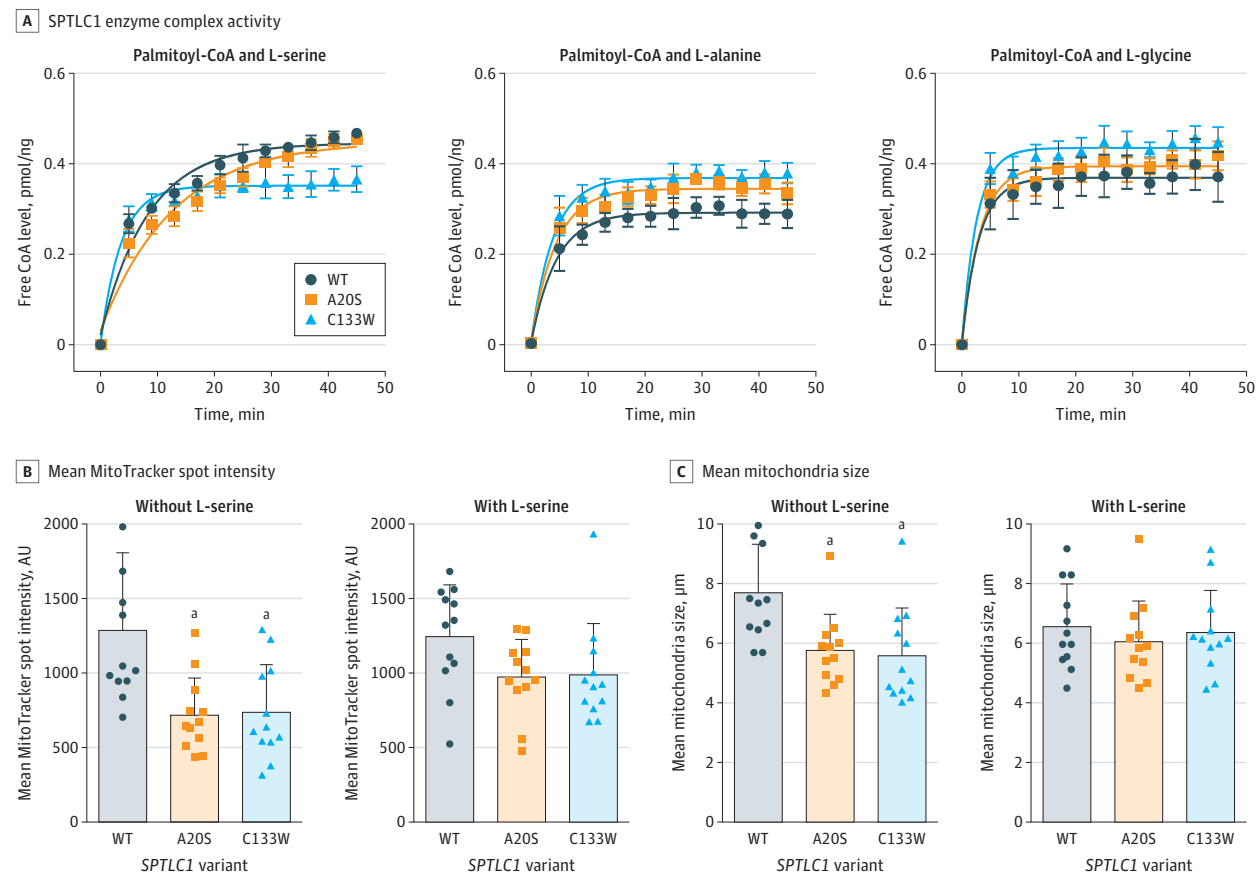 A SPTLC1 enzyme complex activity
Palmitoyl-CoA and L-serine
Free CoA level, pmol/ng
0.6
0.4
0.2
0
WT
A20S
C133W
0 10 20 30 40 50
Time, min
Palmitoyl-CoA and L-alanine
Free CoA level, pmol/ng
0.6
0.4
0.2
0
0 10 20 30 40 50
Time, min
Palmitoyl-CoA and L-glycine
Free CoA level, pmol/ng
0.6
0.4
0.2
0
0 10 20 30 40 50
Time, min
B Mean MitoTracker spot intensity
Without L-serine
Mean MitoTracker spot intensity, AU
2000
1500
1000
500
0
a
a
WT A20S C133W
SPTLC1 variant
With L-serine
Mean MitoTracker spot intensity, AU
2000
1500
1000
500
0
WT A20S C133W
SPTLC1 variant
C Mean mitochondria size
Without L-serine
Mean mitochondria size, μm
10
8
6
4
2
0
a
a
WT A20S C133W
SPTLC1 variant
With L-serine
Mean mitochondria size, μm
10
8
6
4
2
0
WT A20S C133W
SPTLC1 variant